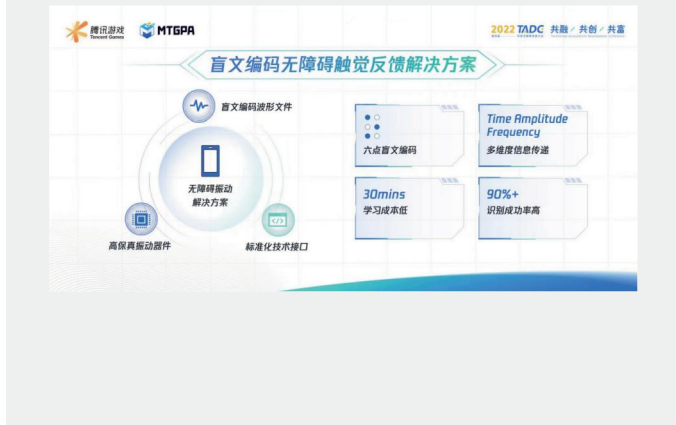 腾讯游戏
Tencent Games
MTGPA
2022 TADC 共融 / 共创 / 共富
盲文编码无障碍触觉反馈解决方案
盲文编码波形文件
无障碍振动
解决方案
高保真振动器件
标准化技术接口
六点盲文编码
Time Amplitude
Frequency
多维度信息传递
30mins
学习成本低
90%+
识别成功率高